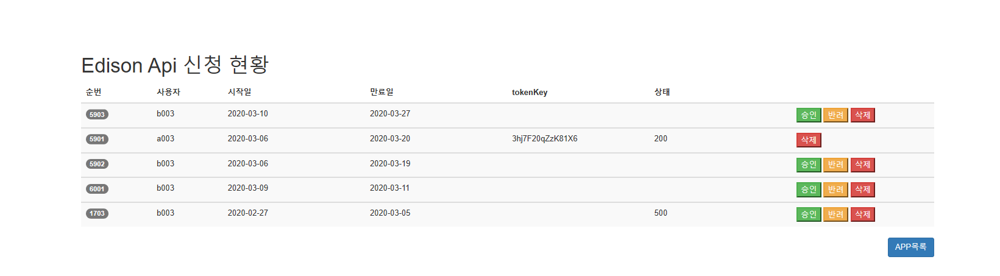 Edison Api 신청 현황
순번 사용자 시작일 만료일 tokenKey 상태
5903 b003 2020-03-10 2020-03-27 승인 반려 삭제
5901 a003 2020-03-06 2020-03-20 3hj7F20qZzK81X6 200 삭제
5902 b003 2020-03-06 2020-03-19 승인 반려 삭제
6001 b003 2020-03-09 2020-03-11 승인 반려 삭제
1703 b003 2020-02-27 2020-03-05 500 승인 반려 삭제
APP목록